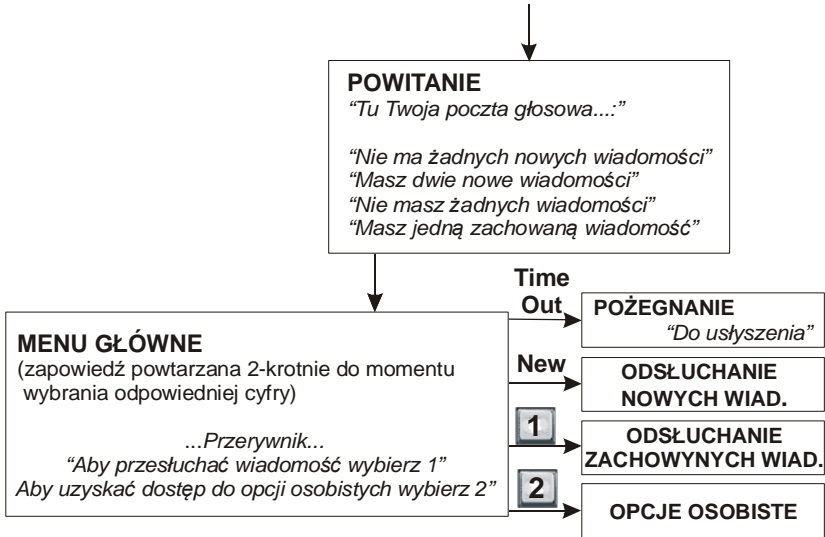 POWITANIE
“Tu Twoja poczta głosowa...:”
“Nie ma żadnych nowych wiadomości”
“Masz dwie nowe wiadomości”
“Nie masz żadnych wiadomości”
“Masz jedną zachowaną wiadomość”
MENU GŁÓWNE
(zapowiedź powtarzana 2-krotnie do momentu
wybrania odpowiedniej cyfry)
...Przerywnik...
“Aby przesłuchać wiadomość wybierz 1”
Aby uzyskać dostęp do opcji osobistych wybierz 2”
Time
Out
POŻEGNANIE
“Do usłyszenia”
New
ODSŁUCHANIE
NOWYCH WIAD.
1
ODSŁUCHANIE
ZACHOWYNYCH WIAD.
2
OPCJE OSOBISTE